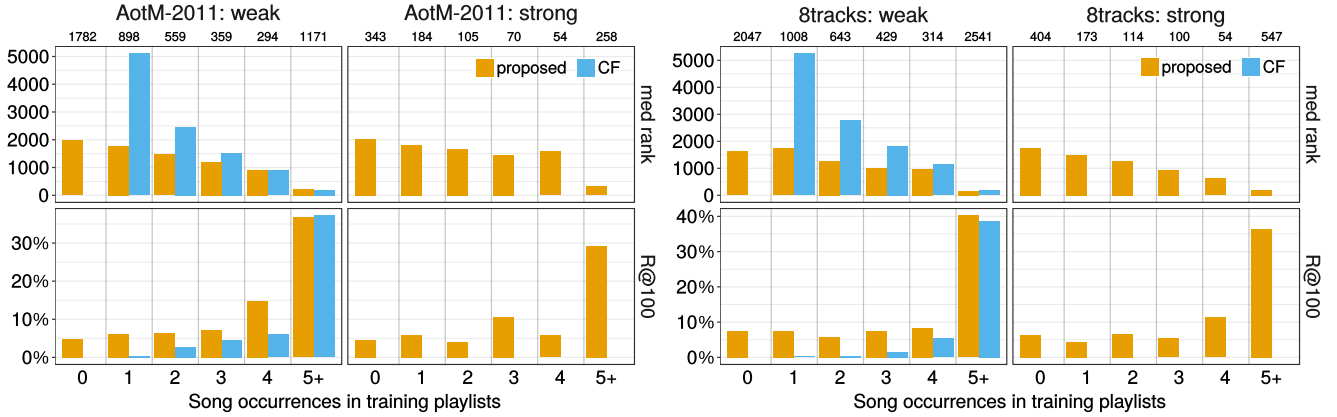 AotM-2011: weak
AotM-2011: strong
1782 898 559 359 294 1171
343 184 105 70 54 258
5000
4000
3000
2000
1000
0
proposed CF
med rank
30%
20%
10%
0%
R@100
0 1 2 3 4 5+
0 1 2 3 4 5+
Song occurrences in training playlists
8tracks: weak
8tracks: strong
2047 1008 643 429 314 2541
404 173 114 100 54 547
5000
4000
3000
2000
1000
0
proposed CF
med rank
40%
30%
20%
10%
0%
R@100
0 1 2 3 4 5+
0 1 2 3 4 5+
Song occurrences in training playlists